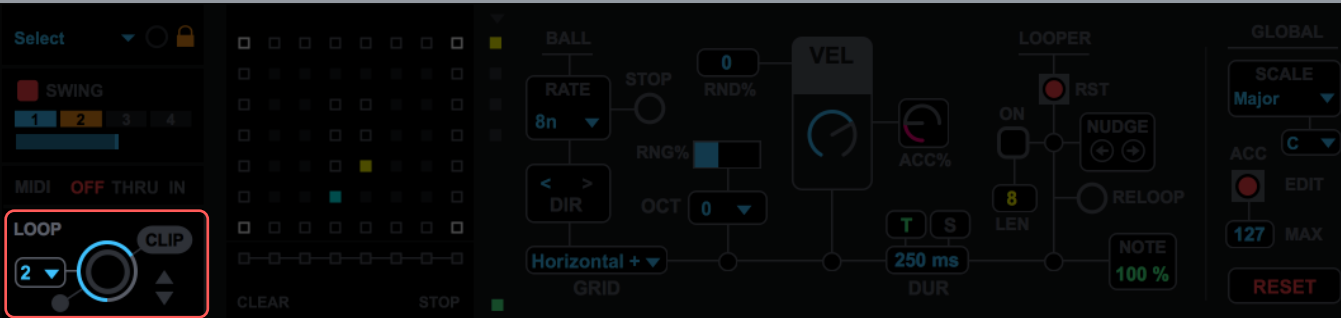 Select
SWING
1 2 3 4
MIDI OFF THRU IN
LOOP
CLIP
2
CLEAR STOP
BALL
RATE
8n
STOP
0
RND%
VEL
RNG%
ACC%
< >
DIR
OCT 0
Horizontal +
GRID
T S
250 ms
DUR
LOOPER
RST
ON
NUDGE
8
LEN
RELOOP
NOTE
100 %
GLOBAL
SCALE
Major
C
ACC
EDIT
127 MAX
RESET